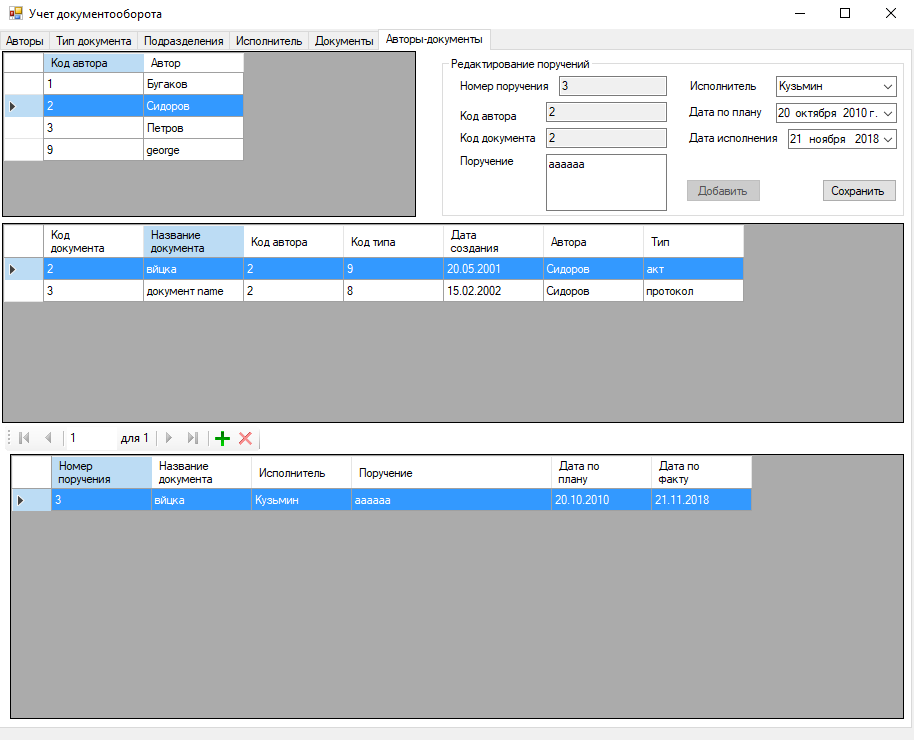 Учет документооборота
Авторы Тип документа Подразделения Исполнитель Документы Авторы-документы
Код автора Автор
1 Бугаков
2 Сидоров
3 Петров
9 george
Редактирование поручений
Номер поручения 3 Исполнитель Кузьмин
Код автора 2 Дата по плану 20 октября 2010 г.
Код документа 2 Дата исполнения 21 ноября 2018
Поручение аааааа
Добавить Сохранить
Код документа Название документа Код автора Код типа Дата создания Автора Тип
2 вйцка 2 9 20.05.2001 Сидоров акт
3 документ name 2 8 15.02.2002 Сидоров протокол
1 для 1
Номер поручения Название документа Исполнитель Поручение Дата по плану Дата по факту
3 вйцка Кузьмин аааааа 20.10.2010 21.11.2018